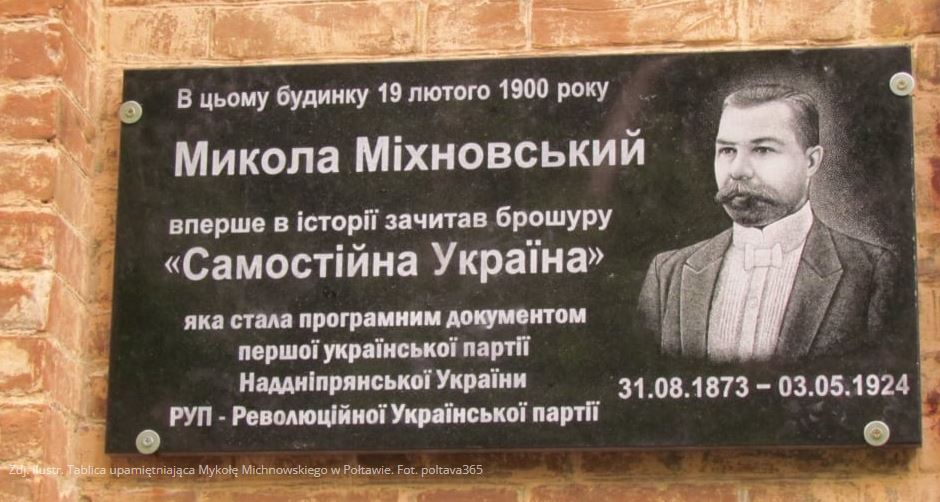 В цьому будинку 19 лютого 1900 року
Микола Міхновський
вперше в історії зачитав брошуру
«Самостійна Україна»
яка стала програмним документом
першої української партії
Наддніпрянської України
РУП - Революційної Української партії
31.08.1873 – 03.05.1924
Zdj. ilustr. Tablica upamiętniająca Mykołę Michnowskiego w Połtawie. Fot. poltava365